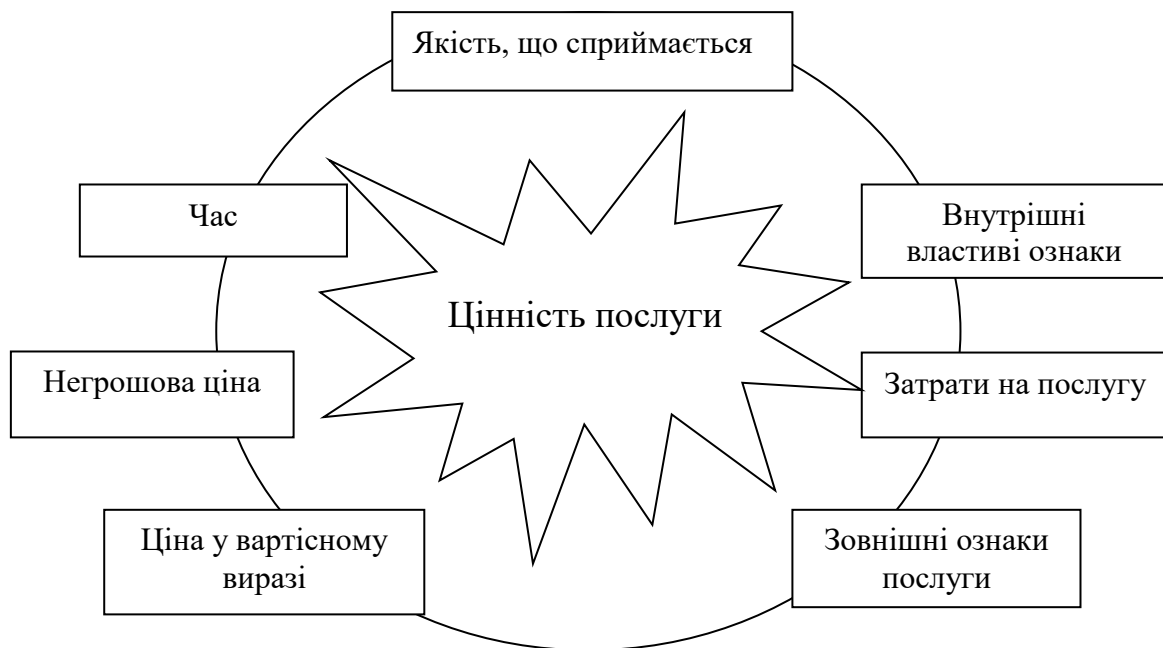 Якість, що сприймається
Час
Внутрішні
властиві ознаки
Цінність послуги
Негрошова ціна
Затрати на послугу
Ціна у вартісному
виразі
Зовнішні ознаки
послуги